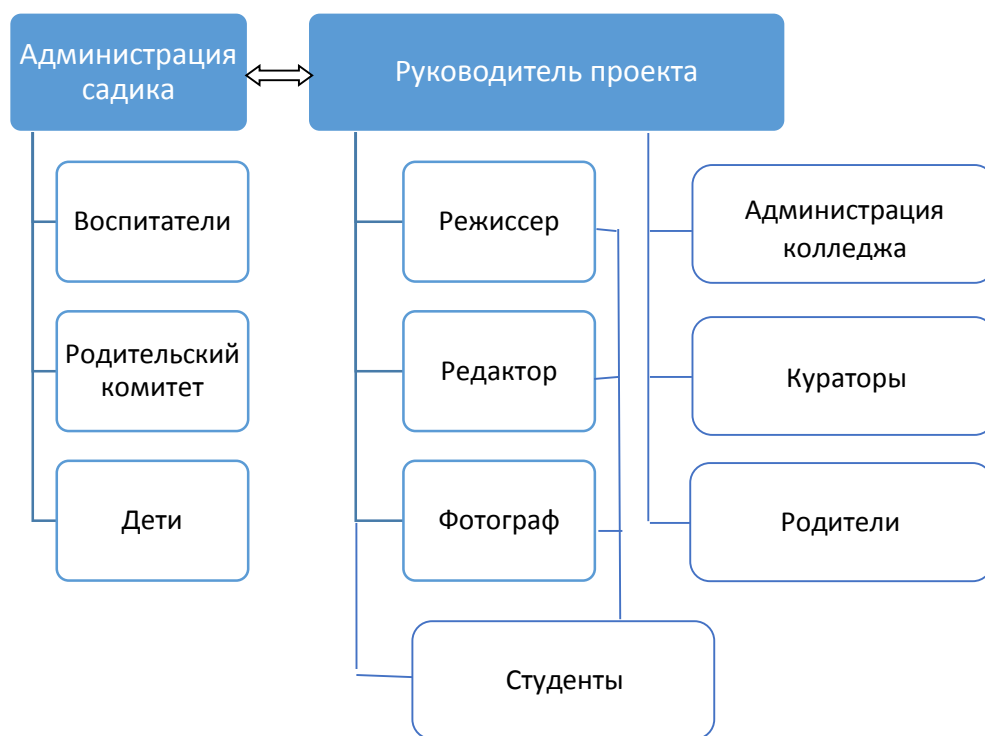 Администрация
садика
Руководитель проекта
Воспитатели
Родительский
комитет
Дети
Режиссер
Редактор
Фотограф
Студенты
Администрация
колледжа
Кураторы
Родители